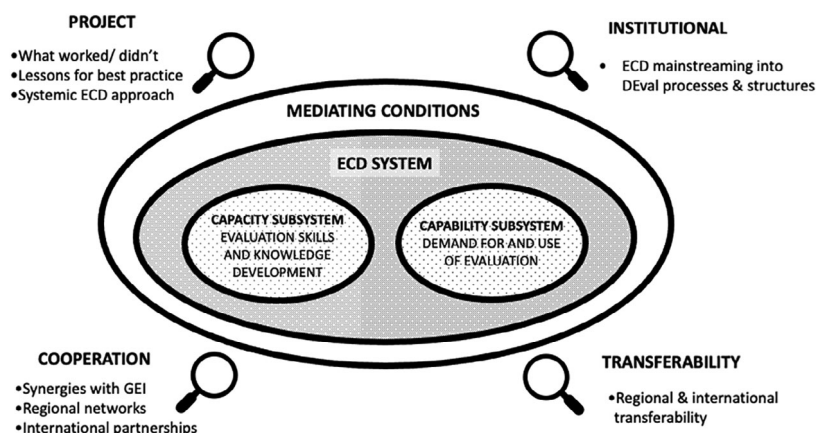 PROJECT
•What worked/ didn't
•Lessons for best practice
•Systemic ECD approach
INSTITUTIONAL
• ECD mainstreaming into
DEval processes & structures
MEDIATING CONDITIONS
ECD SYSTEM
CAPACITY SUBSYSTEM
EVALUATION SKILLS
AND KNOWLEDGE
DEVELOPMENT
CAPABILITY SUBSYSTEM
DEMAND FOR AND USE
OF EVALUATION
COOPERATION
•Synergies with GEI
•Regional networks
•International partnerships
TRANSFERABILITY
•Regional & international
transferability